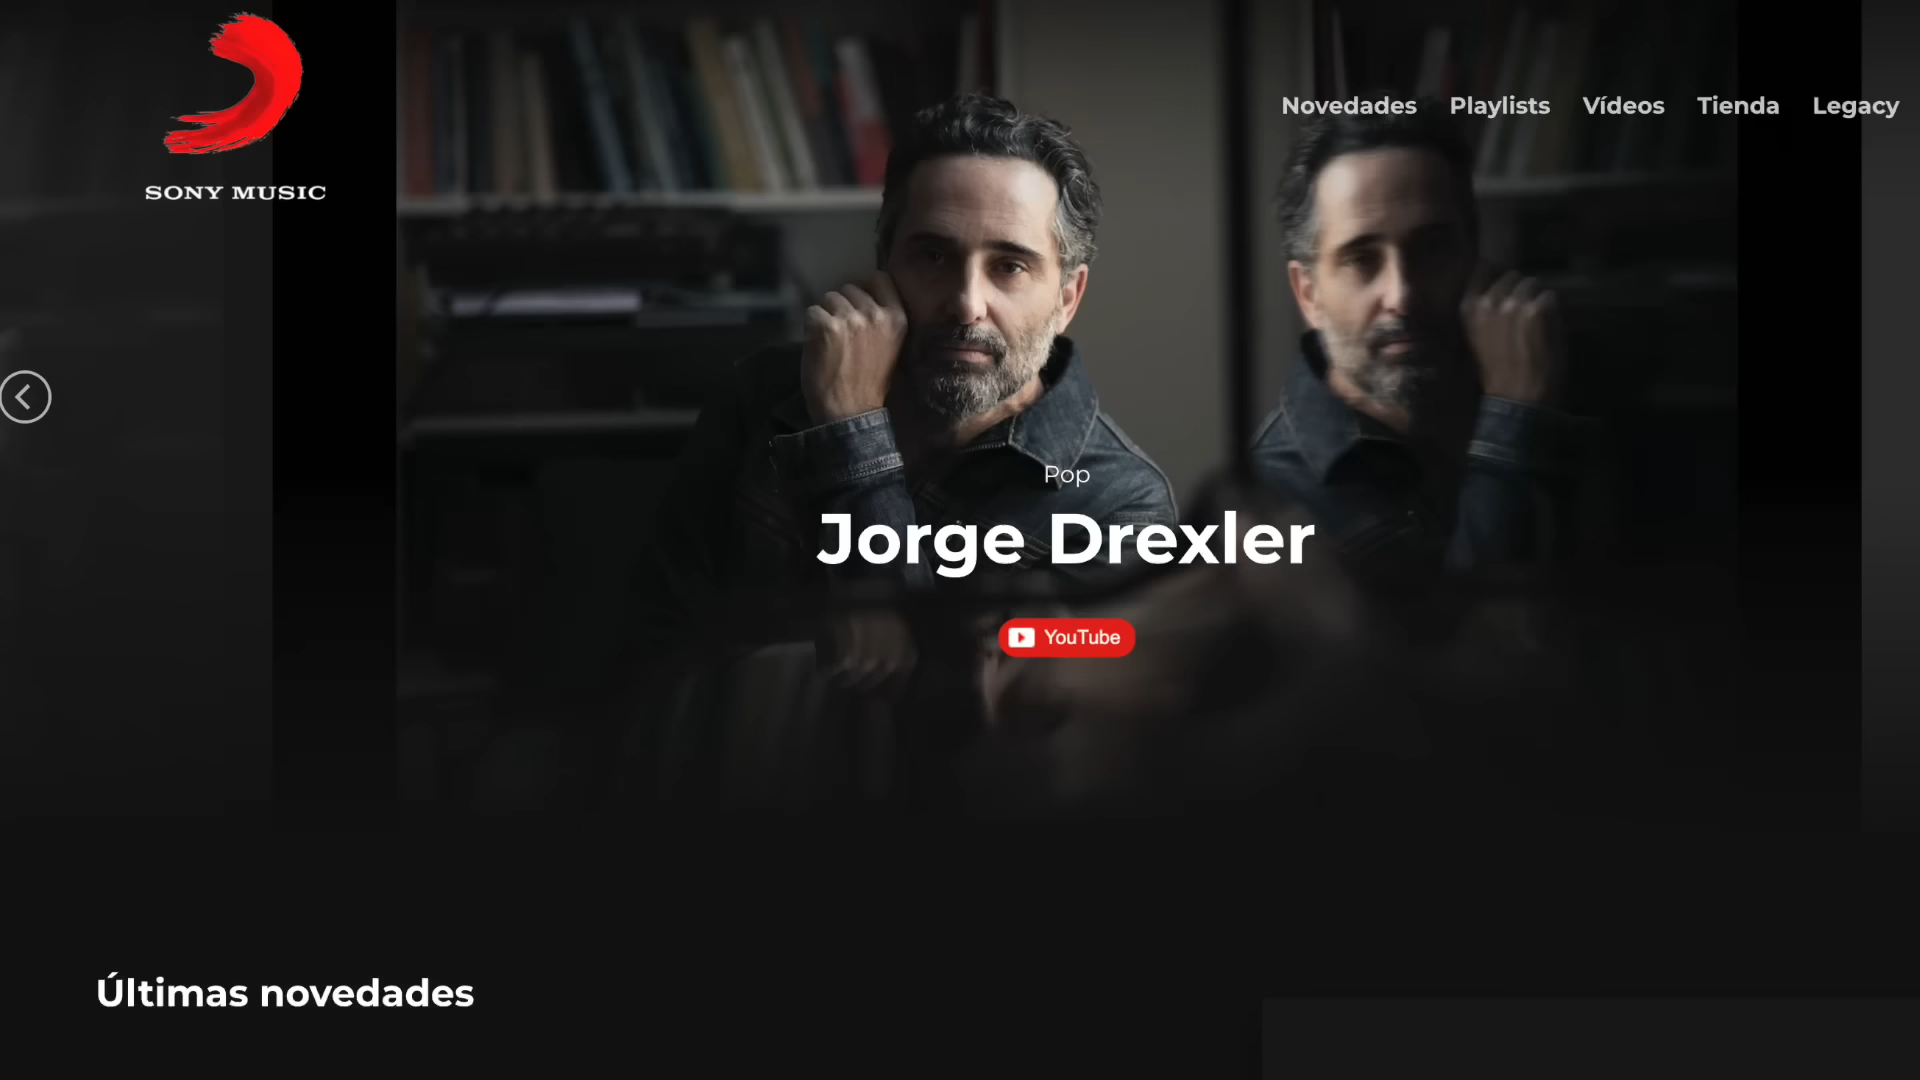 SONY MUSIC
Novedades Playlists Vídeos Tienda Legacy
Pop
Jorge Drexler
YouTube
Últimas novedades